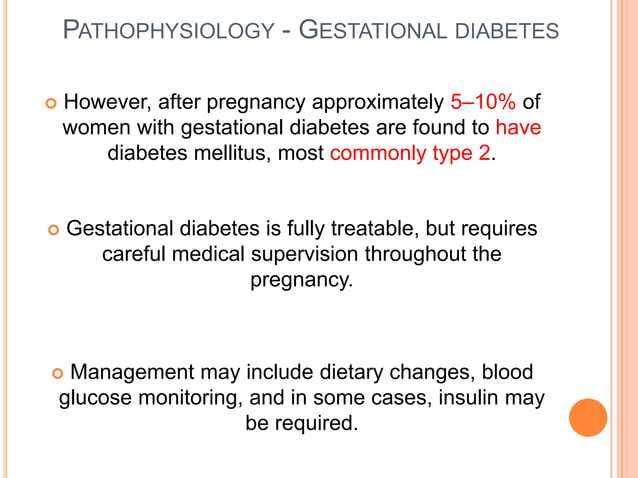 PATHOPHYSIOLOGY - GESTATIONAL DIABETES
However, after pregnancy approximately 5–10% of
women with gestational diabetes are found to have
diabetes mellitus, most commonly type 2.
Gestational diabetes is fully treatable, but requires
careful medical supervision throughout the
pregnancy.
Management may include dietary changes, blood
glucose monitoring, and in some cases, insulin may
be required.